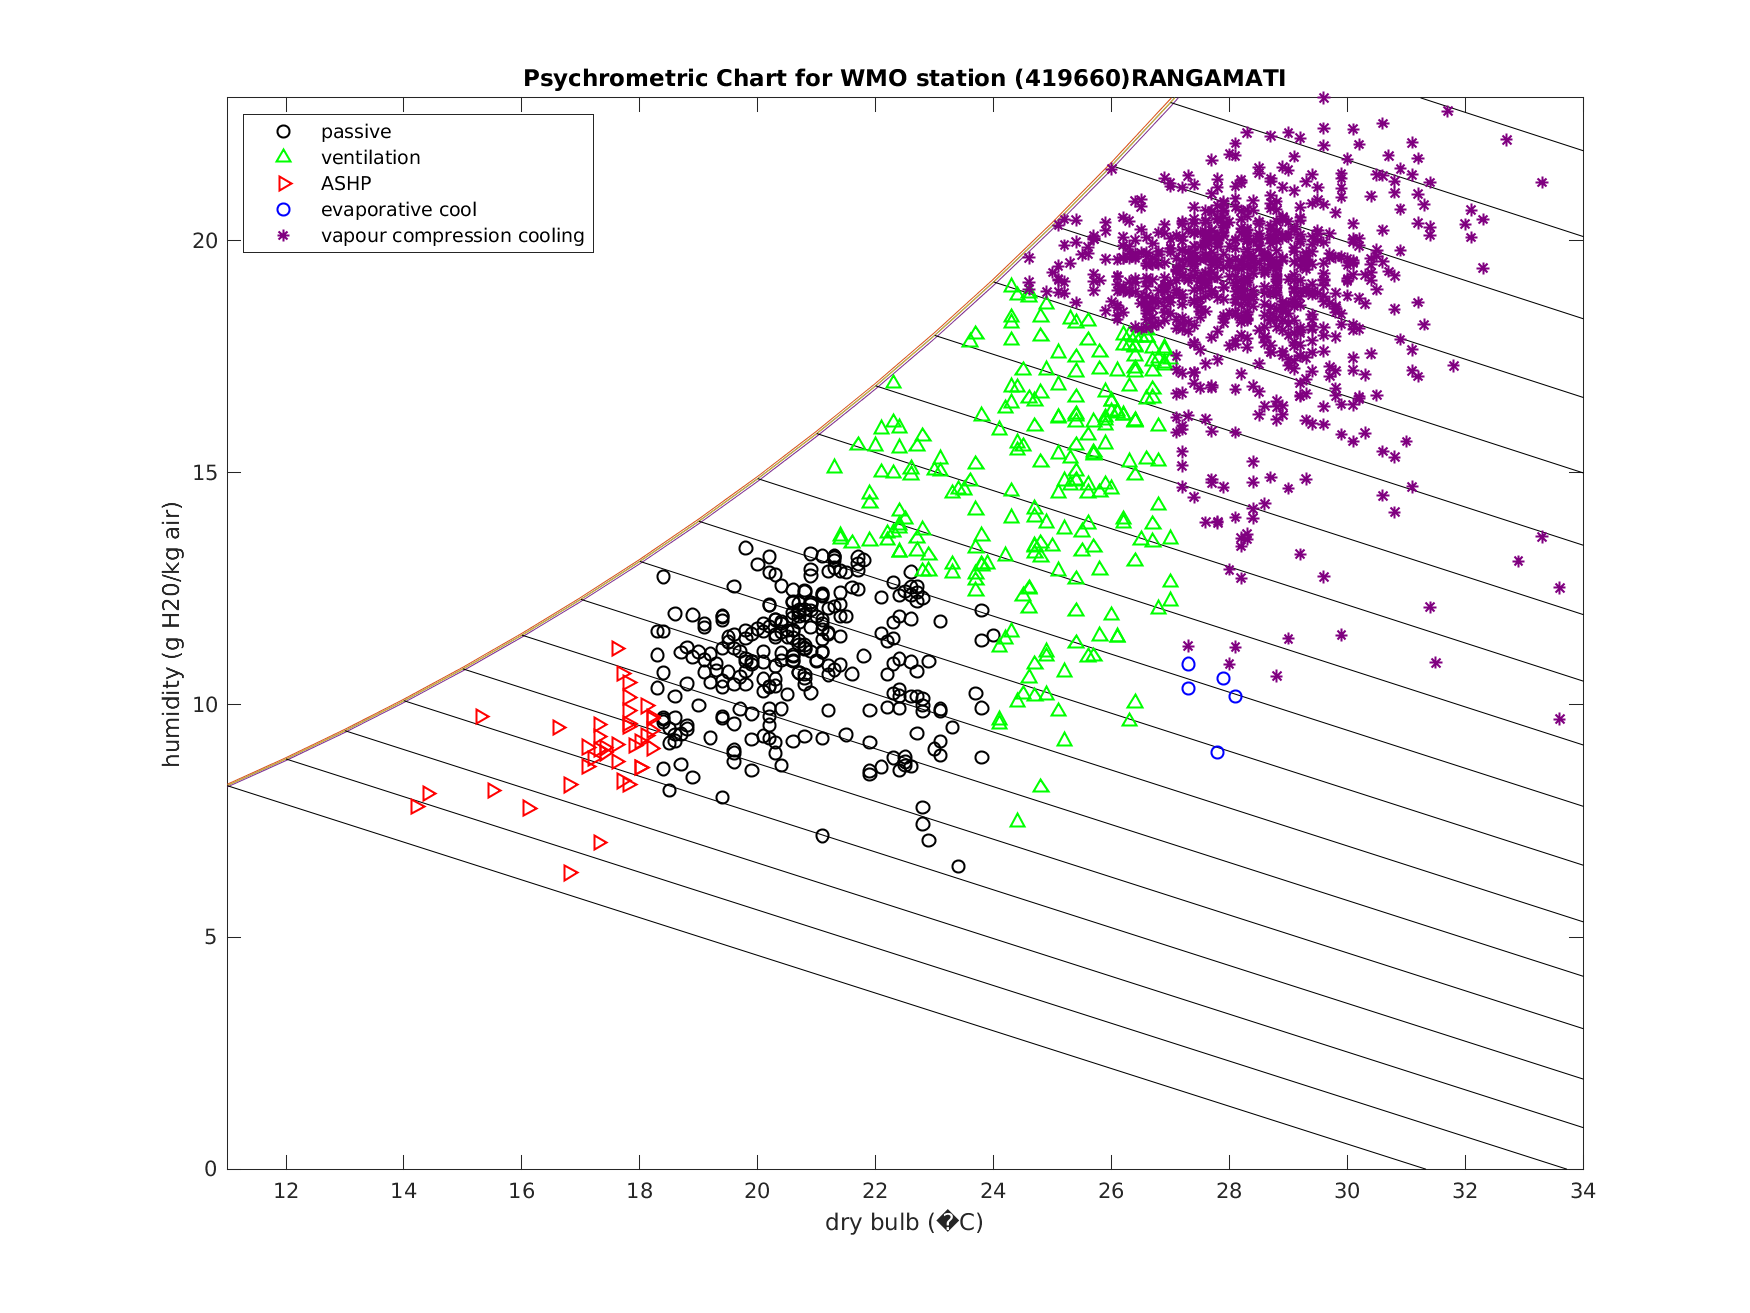 Psychrometric Chart for WMO station (419660)RANGAMATI
passive
ventilation
ASHP
evaporative cool
vapour compression cooling
humidity (g H20/kg air)
20
15
10
5
0
12 14 16 18 20 22 24 26 28 30 32 34
dry bulb (�C)